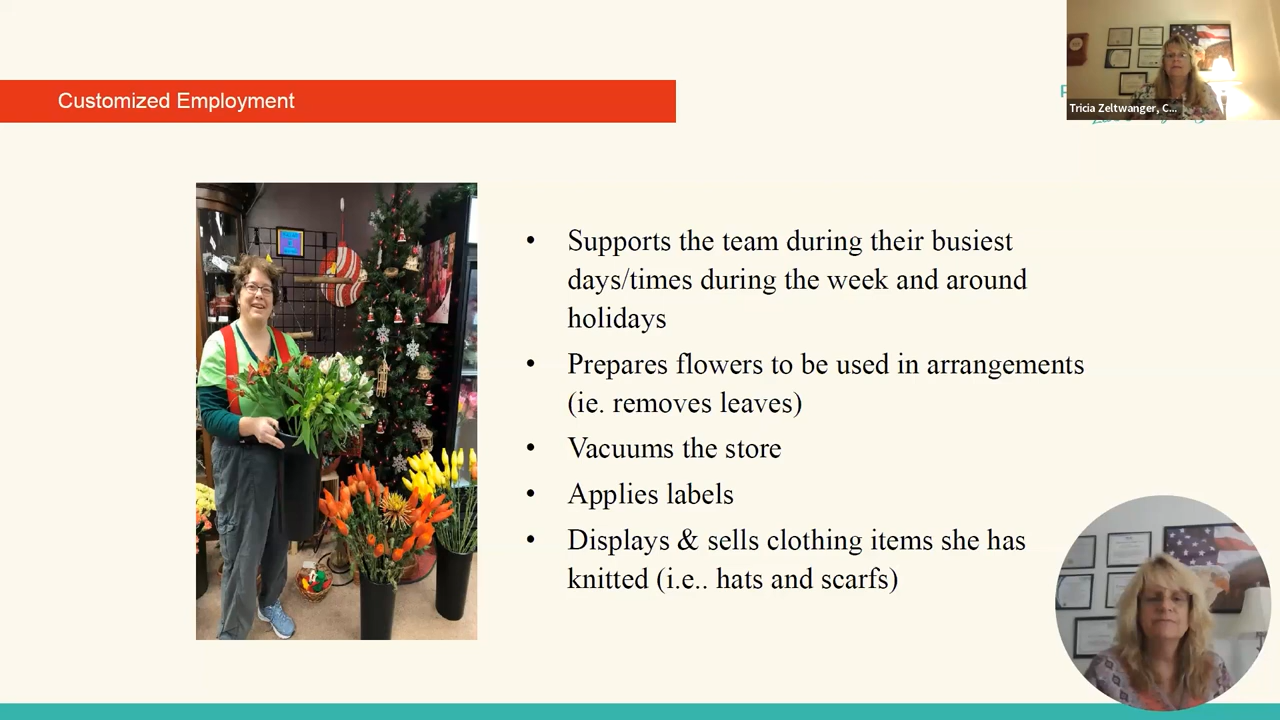 Customized Employment
Tricia Zeltwanger, C...
• Supports the team during their busiest
days/times during the week and around
holidays
• Prepares flowers to be used in arrangements
(ie. removes leaves)
• Vacuums the store
• Applies labels
• Displays & sells clothing items she has
knitted (i.e.. hats and scarfs)